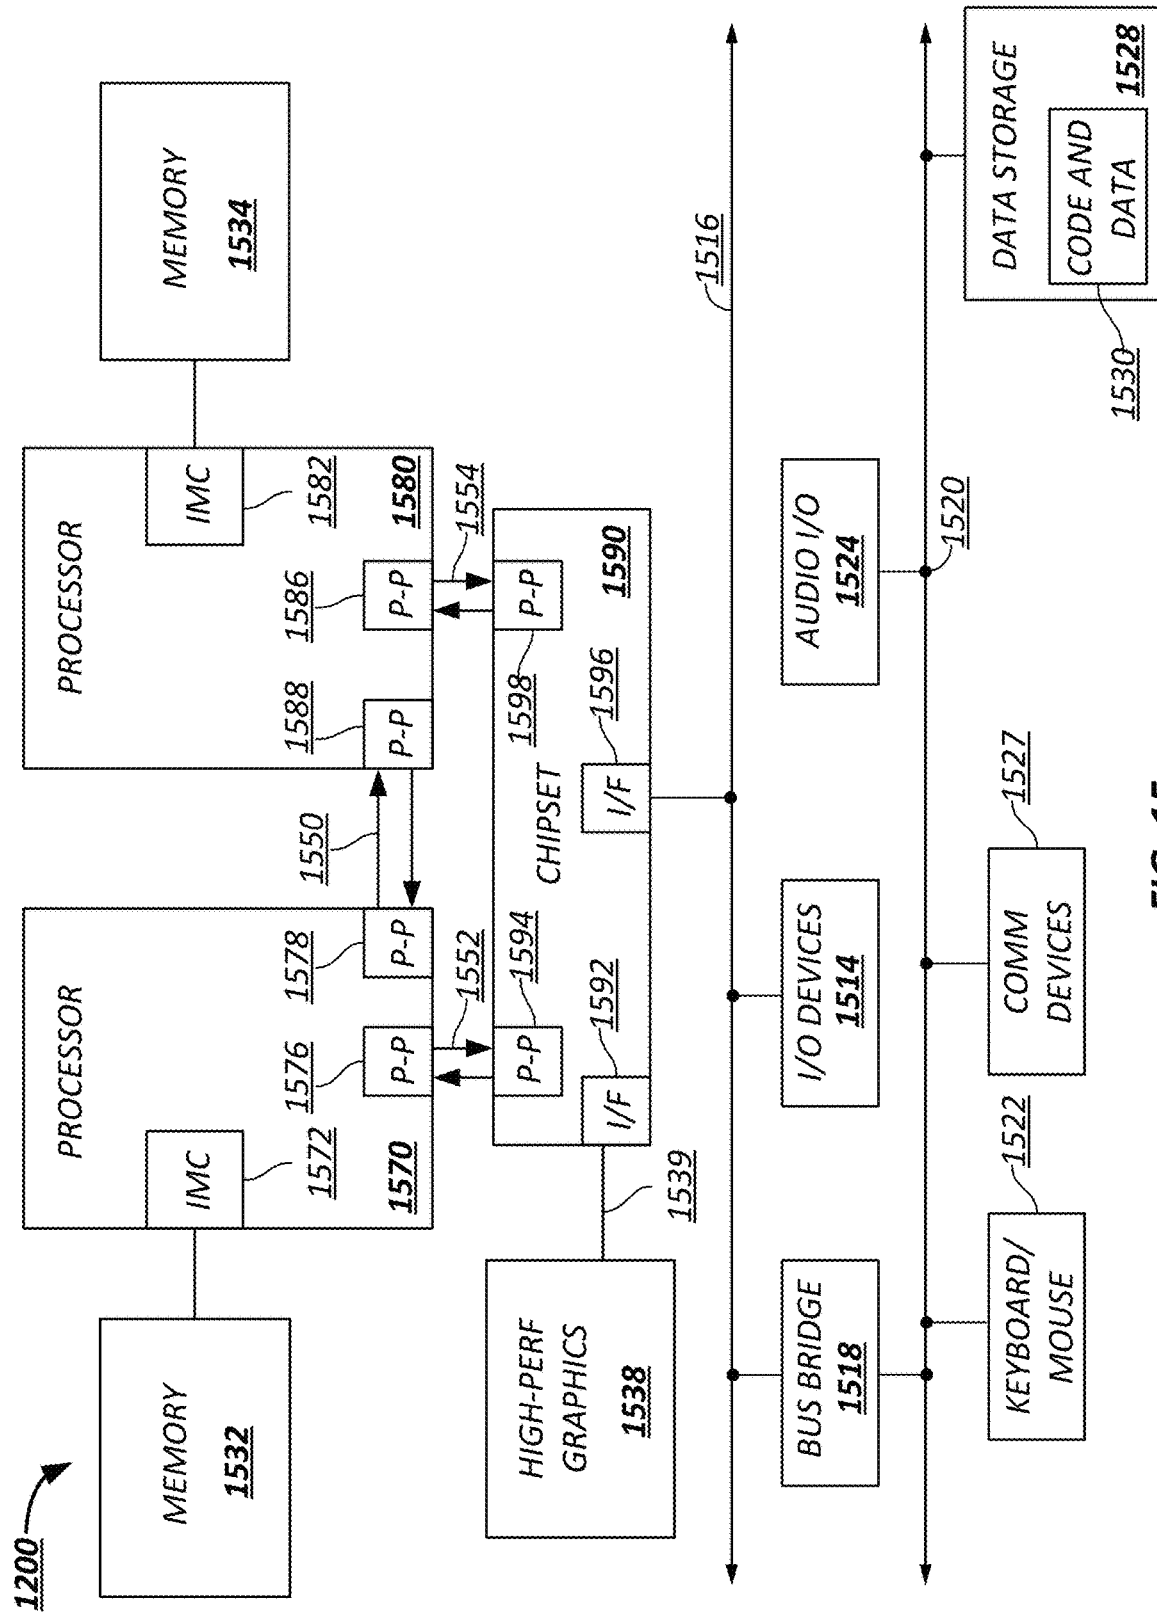 1200
MEMORY
1532
PROCESSOR
IMC
1572
1570
1576
P-P
1578
P-P
1550
PROCESSOR
1588
P-P
1586
P-P
IMC
1582
1580
MEMORY
1534
1552
1554
HIGH-PERF
GRAPHICS
1538
1539
P-P
1594
I/F
1592
CHIPSET
I/F
1596
P-P
1598
1590
1516
BUS BRIDGE
1518
I/O DEVICES
1514
AUDIO I/O
1524
1520
KEYBOARD/
MOUSE
1522
COMM
DEVICES
1527
DATA STORAGE
CODE AND
DATA
1528
1530